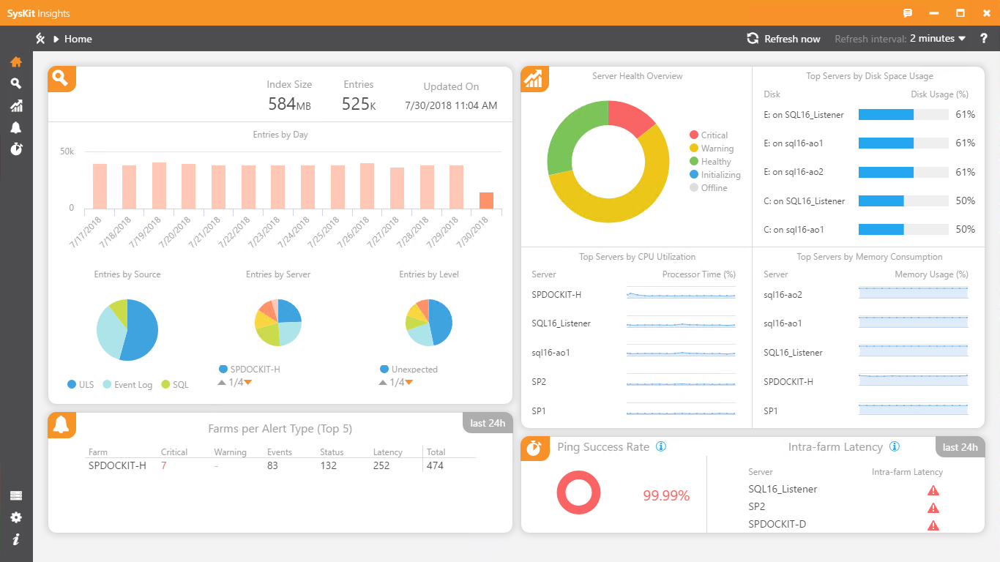 SysKit Insights
Home
Refresh now
Refresh interval: 2 minutes
?
Index Size
Entries
Updated On
584MB
525K
7/30/2018 11:04 AM
Entries by Day
50k
0
7/17/2018
7/18/2018
7/19/2018
7/20/2018
7/21/2018
7/22/2018
7/23/2018
7/24/2018
7/25/2018
7/26/2018
7/27/2018
7/28/2018
7/29/2018
7/30/2018
Entries by Source
Entries by Server
Entries by Level
ULS
Event Log
SQL
SPDOCKIT-H
1/4
Unexpected
1/4
Farms per Alert Type (Top 5)
last 24h
Farm Critical Warning Events Status Latency Total
SPDOCKIT-H 7 - 83 132 252 474
Server Health Overview
Critical
Warning
Healthy
Initializing
Offline
Top Servers by Disk Space Usage
Disk Disk Usage (%)
E: on SQL16_Listener 61%
E: on sql16-ao1 61%
E: on sql16-ao2 61%
C: on SQL16_Listener 50%
C: on sql16-ao1 50%
Top Servers by CPU Utilization
Server Processor Time (%)
SPDOCKIT-H
SQL16_Listener
sql16-ao1
SP2
SP1
Top Servers by Memory Consumption
Server Memory Usage (%)
sql16-ao2
sql16-ao1
SQL16_Listener
SPDOCKIT-H
SP1
Ping Success Rate
99.99%
Intra-farm Latency
last 24h
Server Intra-farm Latency
SQL16_Listener
SP2
SPDOCKIT-D